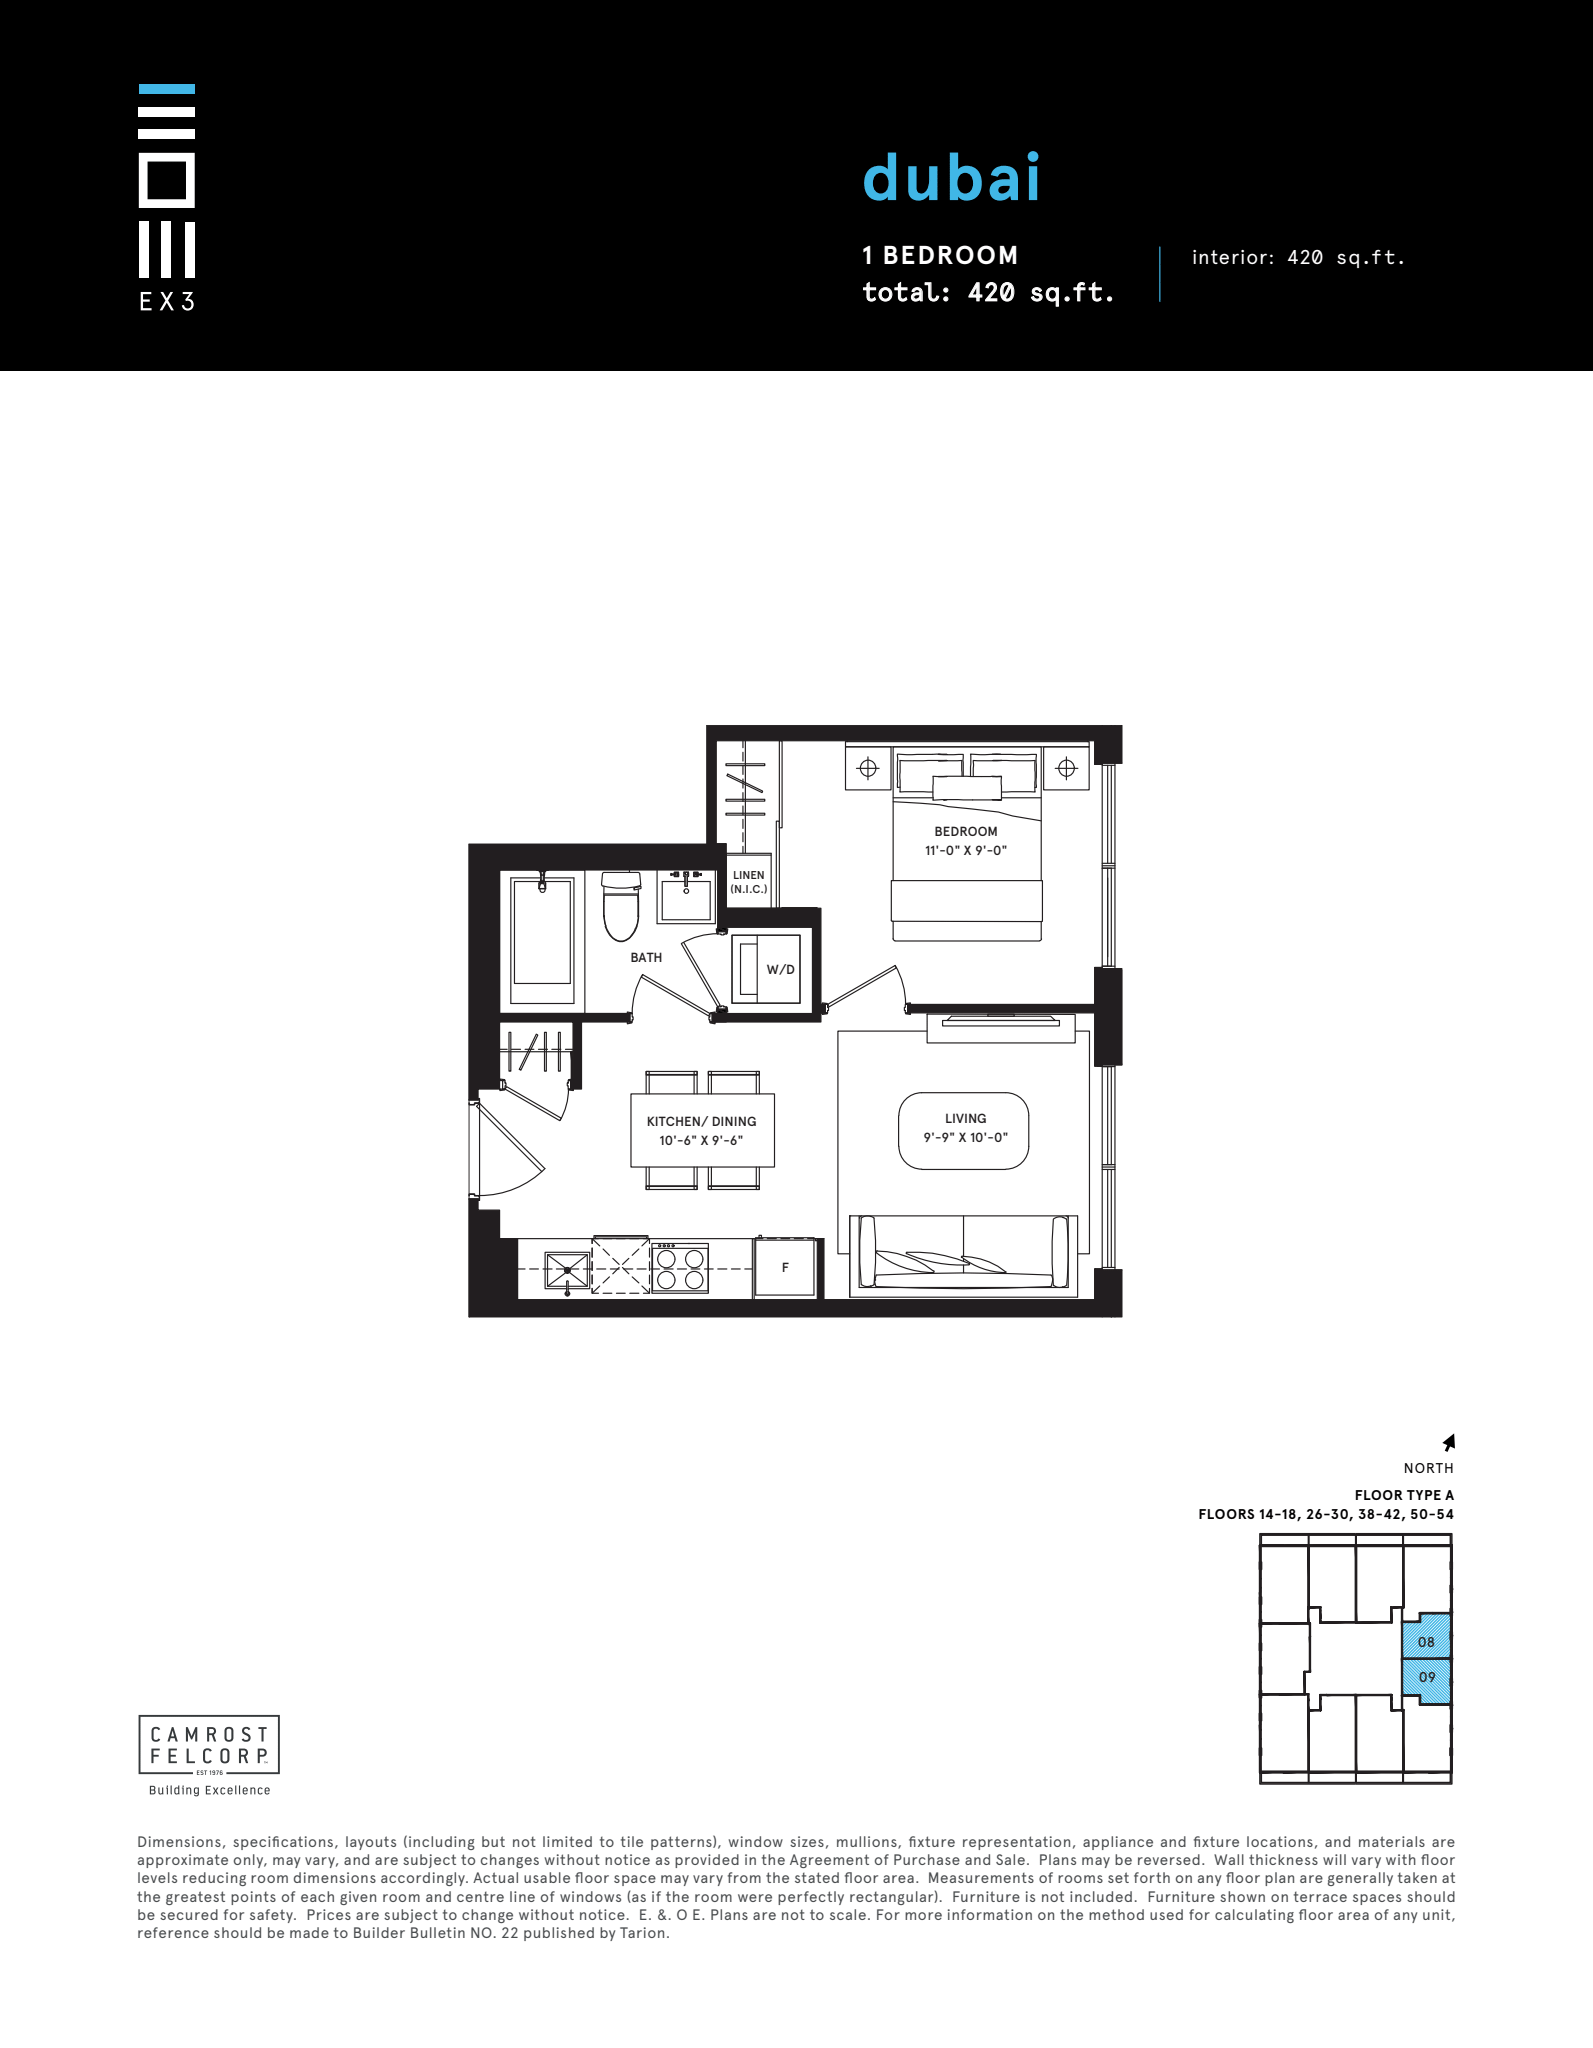 EX3
dubai
1 BEDROOM
total: 420 sq.ft.
interior: 420 sq.ft.
BEDROOM
11'-0" X 9'-0"
LINEN
(N.I.C.)
BATH
W/D
KITCHEN/ DINING
10'-6" X 9'-6"
LIVING
9'-9" X 10'-0"
F
NORTH
FLOOR TYPE A
FLOORS 14-18, 26-30, 38-42, 50-54
08
09
CAMROST
FELCORP
EST 1976
Building Excellence
Dimensions, specifications, layouts (including but not limited to tile patterns), window sizes, mullions, fixture representation, appliance and fixture locations, and materials are
approximate only, may vary, and are subject to changes without notice as provided in the Agreement of Purchase and Sale. Plans may be reversed. Wall thickness will vary with floor
levels reducing room dimensions accordingly. Actual usable floor space may vary from the stated floor area. Measurements of rooms set forth on any floor plan are generally taken at
the greatest points of each given room and centre line of windows (as if the room were perfectly rectangular). Furniture is not included. Furniture shown on terrace spaces should
be secured for safety. Prices are subject to change without notice. E. &. O E. Plans are not to scale. For more information on the method used for calculating floor area of any unit,
reference should be made to Builder Bulletin NO. 22 published by Tarion.